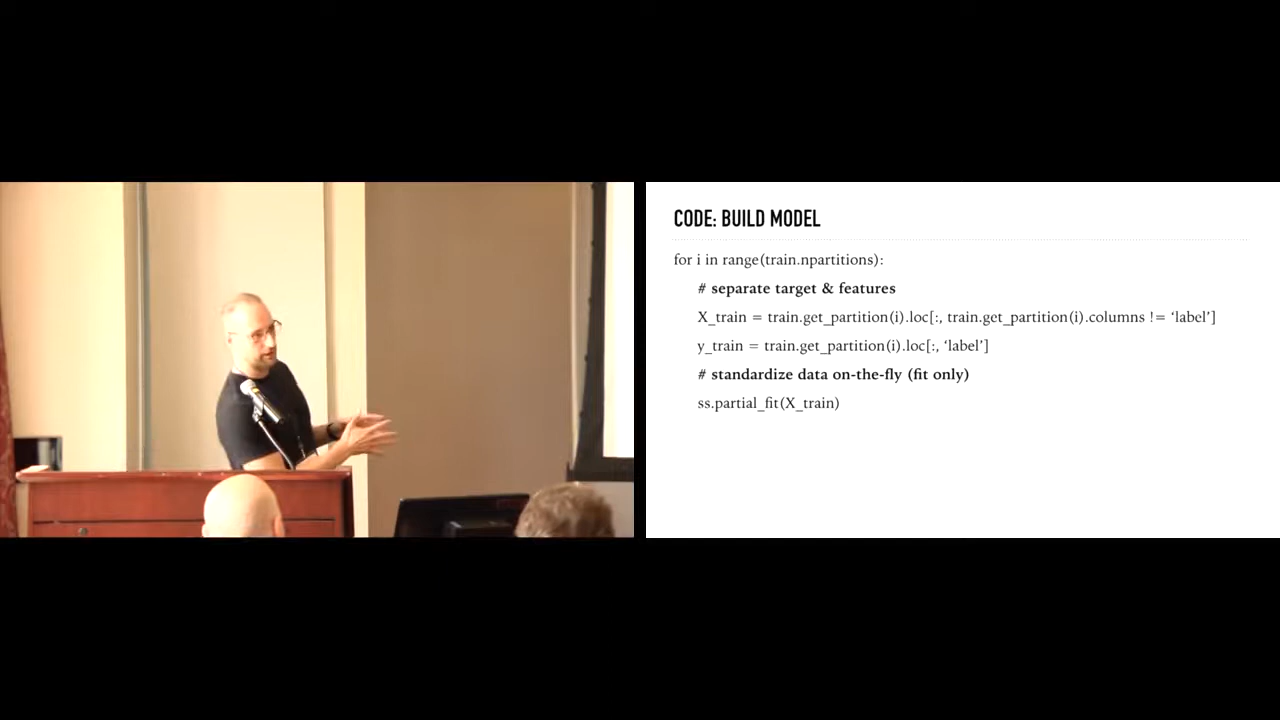 CODE: BUILD MODEL
for i in range(train.npartitions):
# separate target & features
X_train = train.get_partition(i).loc[:, train.get_partition(i).columns != ‘label’]
y_train = train.get_partition(i).loc[:, ‘label’]
# standardize data on-the-fly (fit only)
ss.partial_fit(X_train)